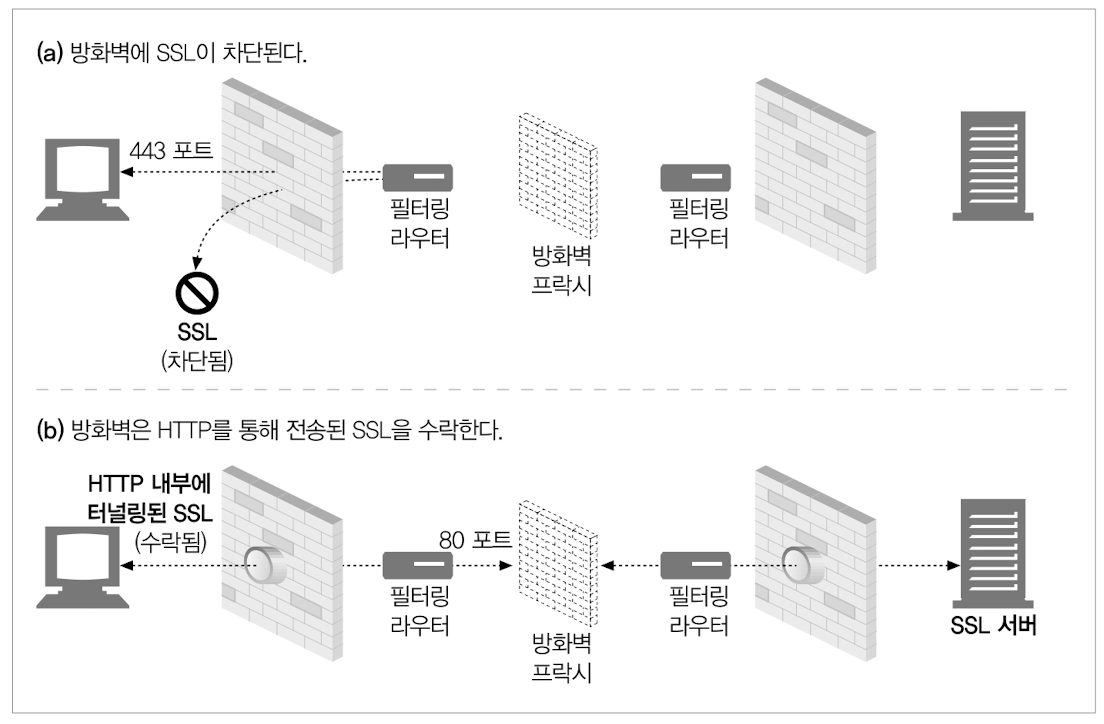 (a) 방화벽에 SSL이 차단된다.
443 포트
필터링
라우터
방화벽
프락시
필터링
라우터
SSL
(차단됨)
(b) 방화벽은 HTTP를 통해 전송된 SSL을 수락한다.
HTTP 내부에
터널링된 SSL
(수락됨)
80 포트
필터링
라우터
방화벽
프락시
필터링
라우터
SSL 서버